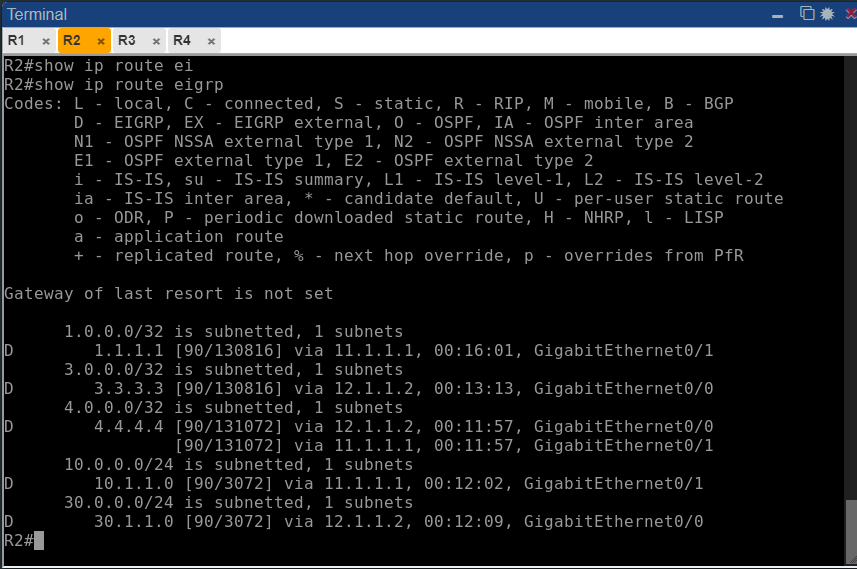 Terminal
R1 × R2 × R3 × R4 ×
R2#show ip route ei
R2#show ip route eigrp
Codes: L - local, C - connected, S - static, R - RIP, M - mobile, B - BGP
       D - EIGRP, EX - EIGRP external, O - OSPF, IA - OSPF inter area
       N1 - OSPF NSSA external type 1, N2 - OSPF NSSA external type 2
       E1 - OSPF external type 1, E2 - OSPF external type 2
       i - IS-IS, su - IS-IS summary, L1 - IS-IS level-1, L2 - IS-IS level-2
       ia - IS-IS inter area, * - candidate default, U - per-user static route
       o - ODR, P - periodic downloaded static route, H - NHRP, l - LISP
       a - application route
       + - replicated route, % - next hop override, p - overrides from PfR
Gateway of last resort is not set
      1.0.0.0/32 is subnetted, 1 subnets
D        1.1.1.1 [90/130816] via 11.1.1.1, 00:16:01, GigabitEthernet0/1
      3.0.0.0/32 is subnetted, 1 subnets
D        3.3.3.3 [90/130816] via 12.1.1.2, 00:13:13, GigabitEthernet0/0
      4.0.0.0/32 is subnetted, 1 subnets
D        4.4.4.4 [90/131072] via 12.1.1.2, 00:11:57, GigabitEthernet0/0
                 [90/131072] via 11.1.1.1, 00:11:57, GigabitEthernet0/1
      10.0.0.0/24 is subnetted, 1 subnets
D        10.1.1.0 [90/3072] via 11.1.1.1, 00:12:02, GigabitEthernet0/1
      30.0.0.0/24 is subnetted, 1 subnets
D        30.1.1.0 [90/3072] via 12.1.1.2, 00:12:09, GigabitEthernet0/0
R2#